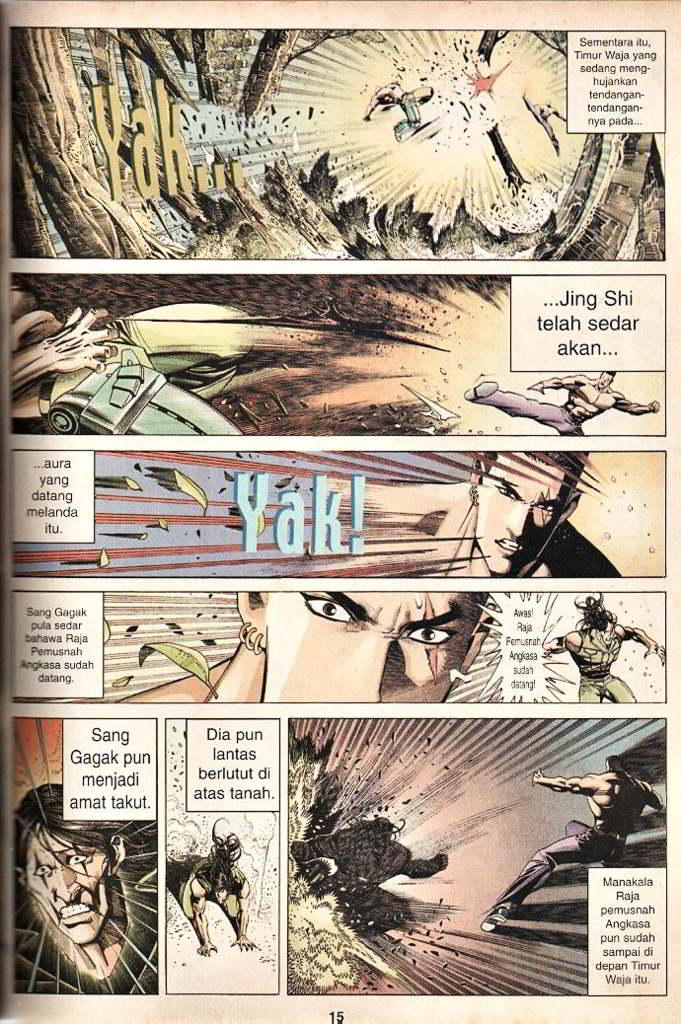 Sementara itu,
Timur Waja yang
sedang meng-
hujankan
tendangan-
tendangan-
nya pada...
Yak...
...Jing Shi
telah sedar
akan...
...aura
yang
datang
melanda
itu.
Yak!
Sang Gagak
pula sedar
bahawa Raja
Pemusnah
Angkasa sudah
datang.
Awas!
Raja
Pemusnah
Angkasa
sudah
datang!
Sang
Gagak pun
menjadi
amat takut.
Dia pun
lantas
berlutut di
atas tanah.
Manakala
Raja
pemusnah
Angkasa
pun sudah
sampai di
depan Timur
Waja itu.
15